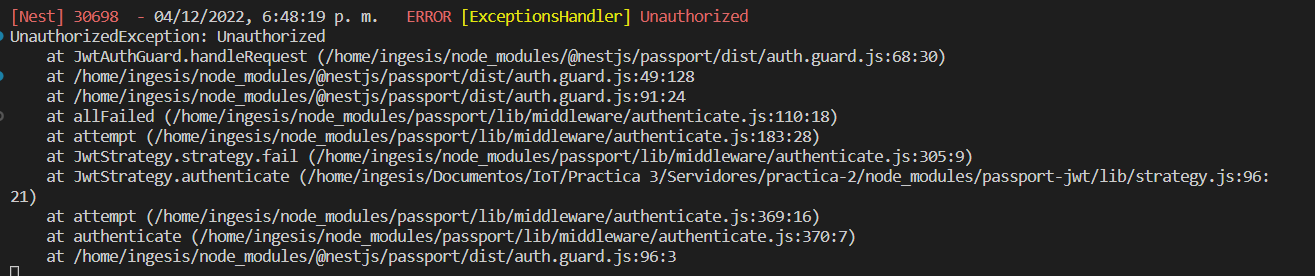 [Nest] 30698  - 04/12/2022, 6:48:19 p. m.   ERROR [ExceptionsHandler] Unauthorized
UnauthorizedException: Unauthorized
    at JwtAuthGuard.handleRequest (/home/ingesis/node_modules/@nestjs/passport/dist/auth.guard.js:68:30)
    at /home/ingesis/node_modules/@nestjs/passport/dist/auth.guard.js:49:128
    at /home/ingesis/node_modules/@nestjs/passport/dist/auth.guard.js:91:24
    at allFailed (/home/ingesis/node_modules/passport/lib/middleware/authenticate.js:110:18)
    at attempt (/home/ingesis/node_modules/passport/lib/middleware/authenticate.js:183:28)
    at JwtStrategy.strategy.fail (/home/ingesis/node_modules/passport/lib/middleware/authenticate.js:305:9)
    at JwtStrategy.authenticate (/home/ingesis/Documentos/IoT/Practica 3/Servidores/practica-2/node_modules/passport-jwt/lib/strategy.js:96:
21)
    at attempt (/home/ingesis/node_modules/passport/lib/middleware/authenticate.js:369:16)
    at authenticate (/home/ingesis/node_modules/passport/lib/middleware/authenticate.js:370:7)
    at /home/ingesis/node_modules/@nestjs/passport/dist/auth.guard.js:96:3